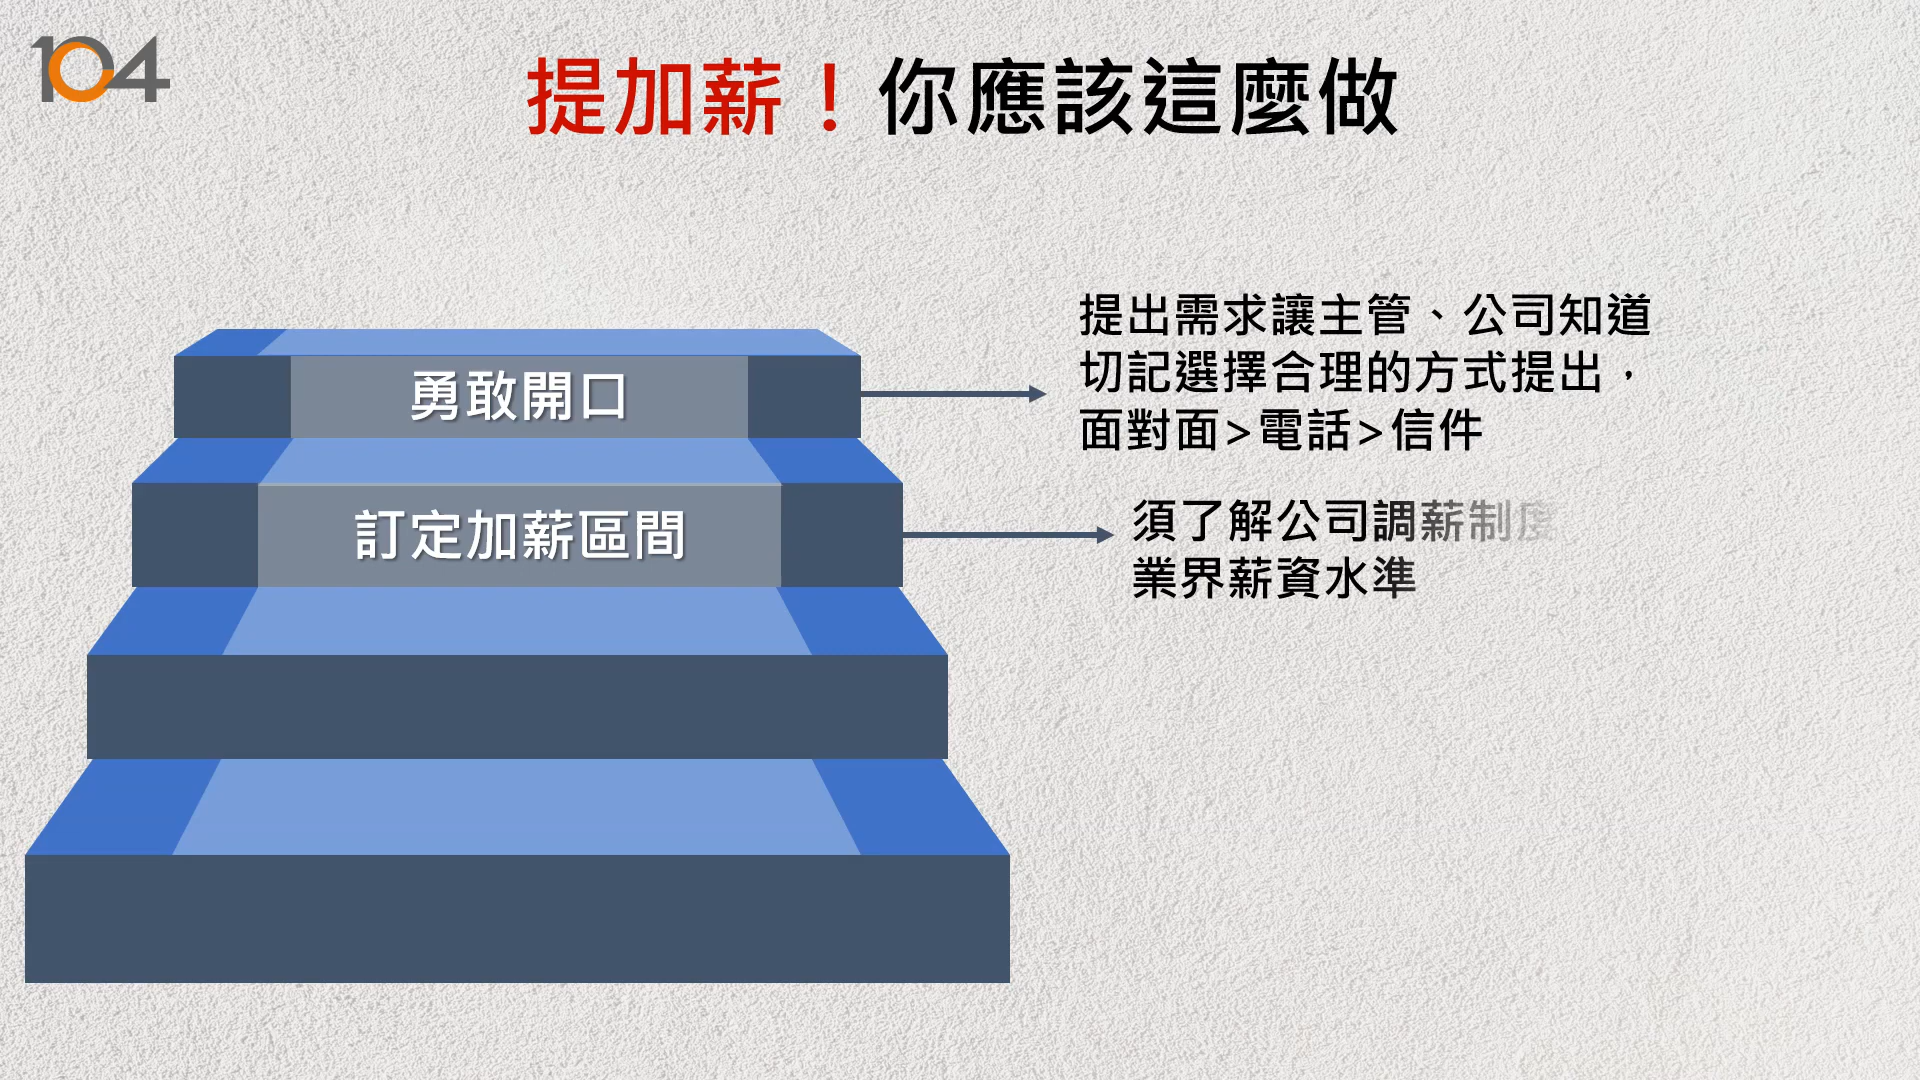 104
提加薪！你應該這麼做
勇敢開口
提出需求讓主管、公司知道
切記選擇合理的方式提出，
面對面>電話>信件
訂定加薪區間
須了解公司調薪制度
業界薪資水準